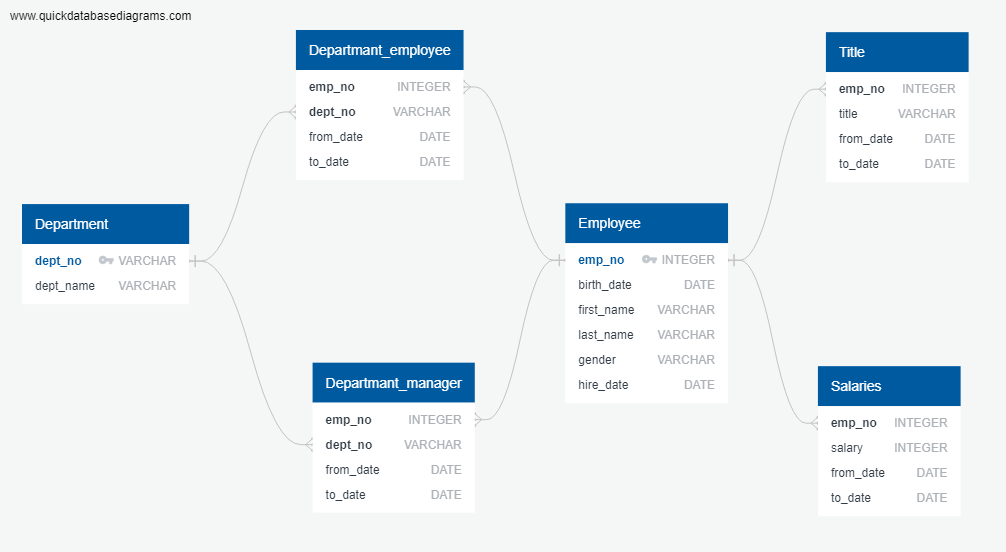 www.quickdatabasediagrams.com
Departmant_employee
emp_no INTEGER
dept_no VARCHAR
from_date DATE
to_date DATE
Title
emp_no INTEGER
title VARCHAR
from_date DATE
to_date DATE
Department
dept_no VARCHAR
dept_name VARCHAR
Employee
emp_no INTEGER
birth_date DATE
first_name VARCHAR
last_name VARCHAR
gender VARCHAR
hire_date DATE
Departmant_manager
emp_no INTEGER
dept_no VARCHAR
from_date DATE
to_date DATE
Salaries
emp_no INTEGER
salary INTEGER
from_date DATE
to_date DATE